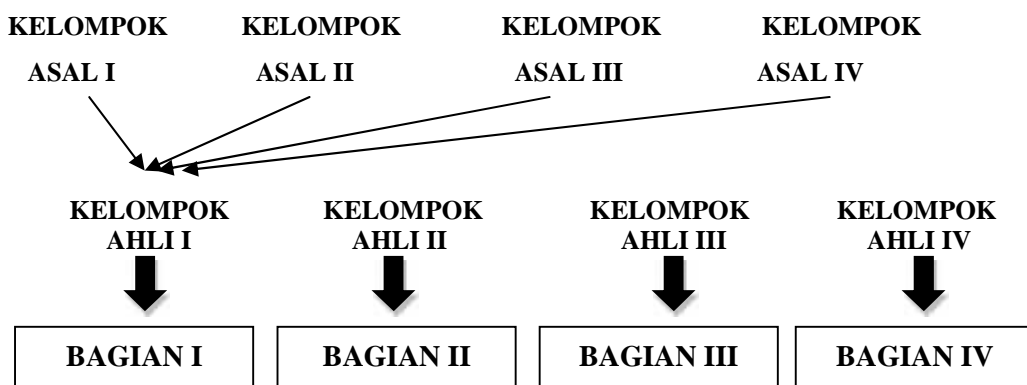 KELOMPOK KELOMPOK KELOMPOK KELOMPOK
ASAL I ASAL II ASAL III ASAL IV
KELOMPOK KELOMPOK KELOMPOK KELOMPOK
AHLI I AHLI II AHLI III AHLI IV
BAGIAN I BAGIAN II BAGIAN III BAGIAN IV